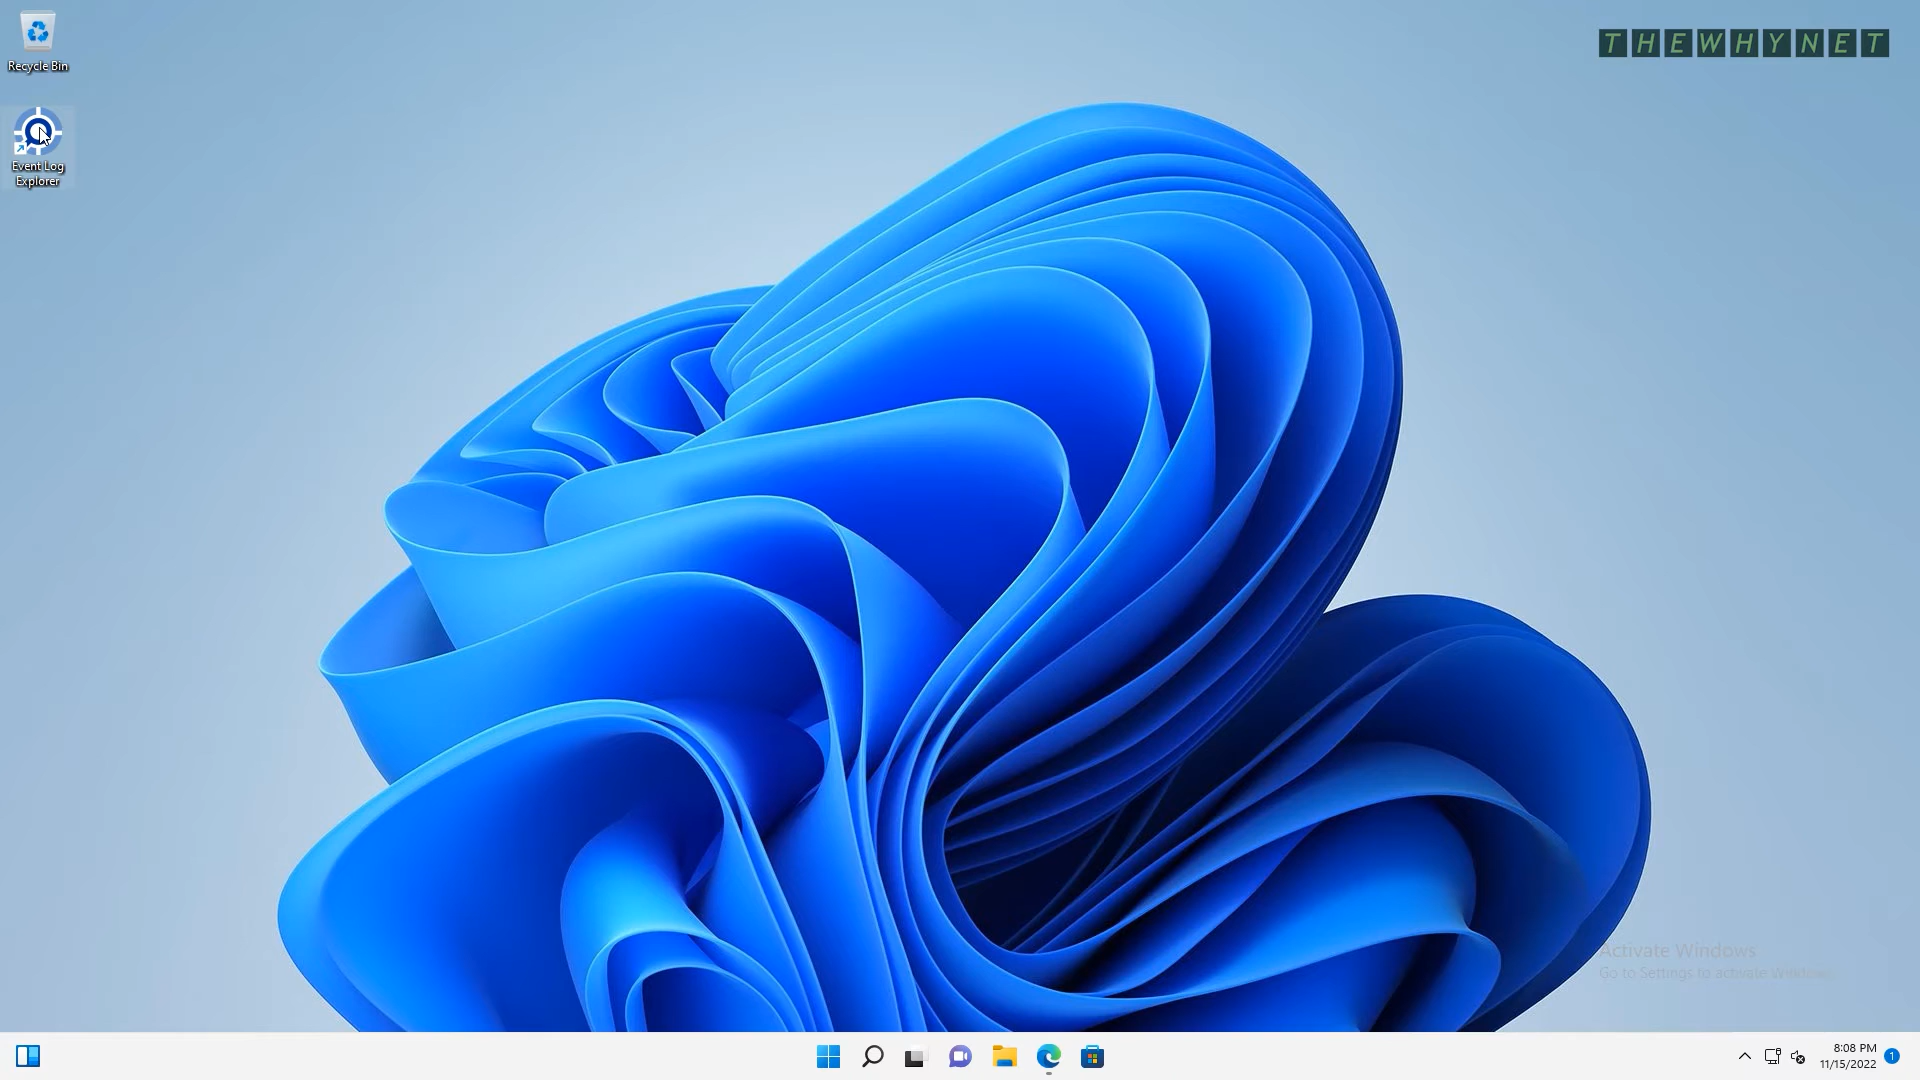 Recycle Bin
THEWHYNET
Event Log
Explorer
Activate Windows
Go to Settings to activate Windows.
8:08 PM
11/15/2022
1